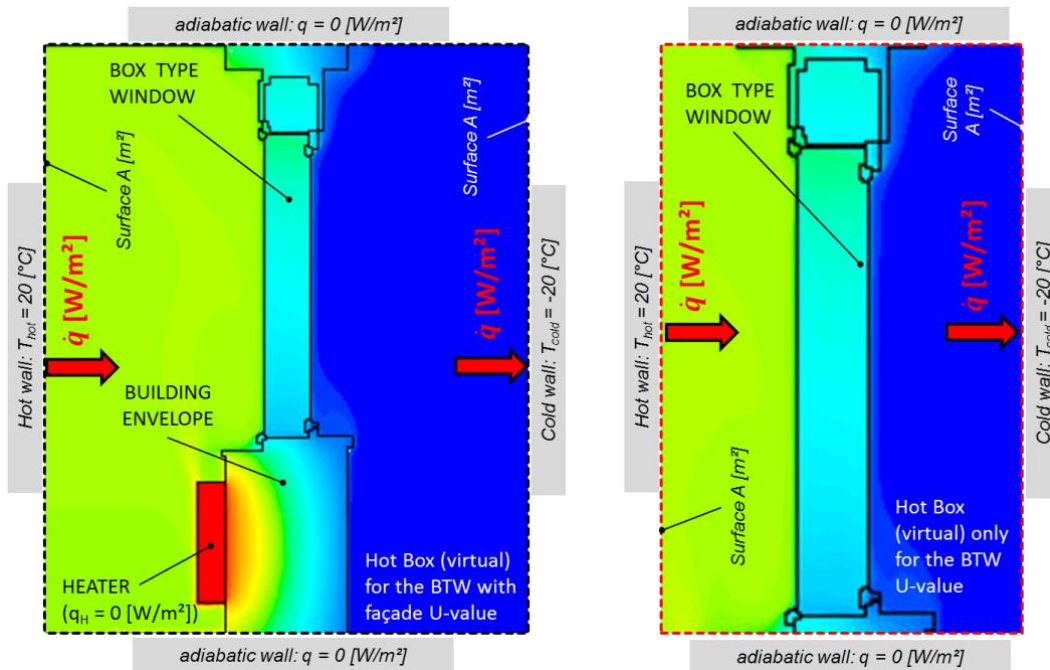 adiabatic wall: q = 0 [W/m²]
BOX TYPE
WINDOW
Surface A [m²]
Surface A [m²]
Hot wall: T_hot = 20 [°C]
q̇ [W/m²]
q̇ [W/m²]
Cold wall: T_cold = -20 [°C]
BUILDING
ENVELOPE
HEATER
(q_H = 0 [W/m²])
Hot Box (virtual)
for the BTW with
façade U-value
adiabatic wall: q = 0 [W/m²]
adiabatic wall: q = 0 [W/m²]
BOX TYPE
WINDOW
Surface
A [m²]
Hot wall: T_hot = 20 [°C]
q̇ [W/m²]
q̇ [W/m²]
Cold wall: T_cold = -20 [°C]
Surface A [m²]
Hot Box
(virtual) only
for the BTW
U-value
adiabatic wall: q = 0 [W/m²]